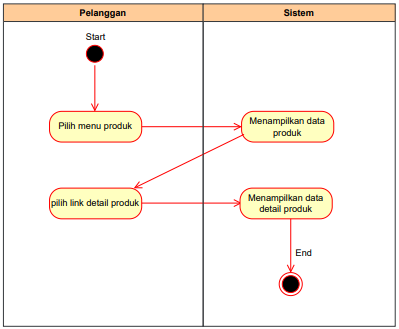 Pelanggan
Sistem
Start
Pilih menu produk
Menampilkan data
produk
pilih link detail produk
Menampilkan data
detail produk
End